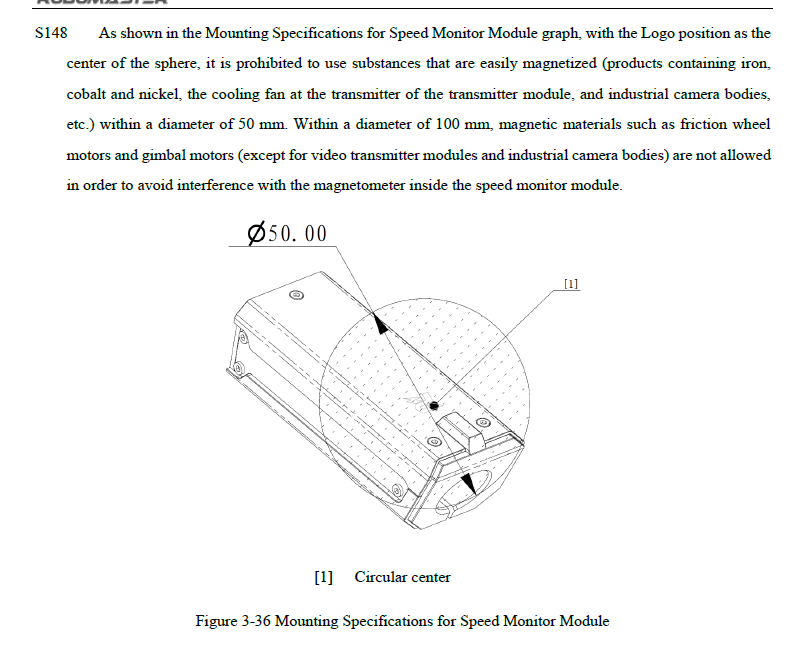 ROBOMASTER
S148 As shown in the Mounting Specifications for Speed Monitor Module graph, with the Logo position as the
center of the sphere, it is prohibited to use substances that are easily magnetized (products containing iron,
cobalt and nickel, the cooling fan at the transmitter of the transmitter module, and industrial camera bodies,
etc.) within a diameter of 50 mm. Within a diameter of 100 mm, magnetic materials such as friction wheel
motors and gimbal motors (except for video transmitter modules and industrial camera bodies) are not allowed
in order to avoid interference with the magnetometer inside the speed monitor module.
Ø50.00
[1]
[1] Circular center
Figure 3-36 Mounting Specifications for Speed Monitor Module